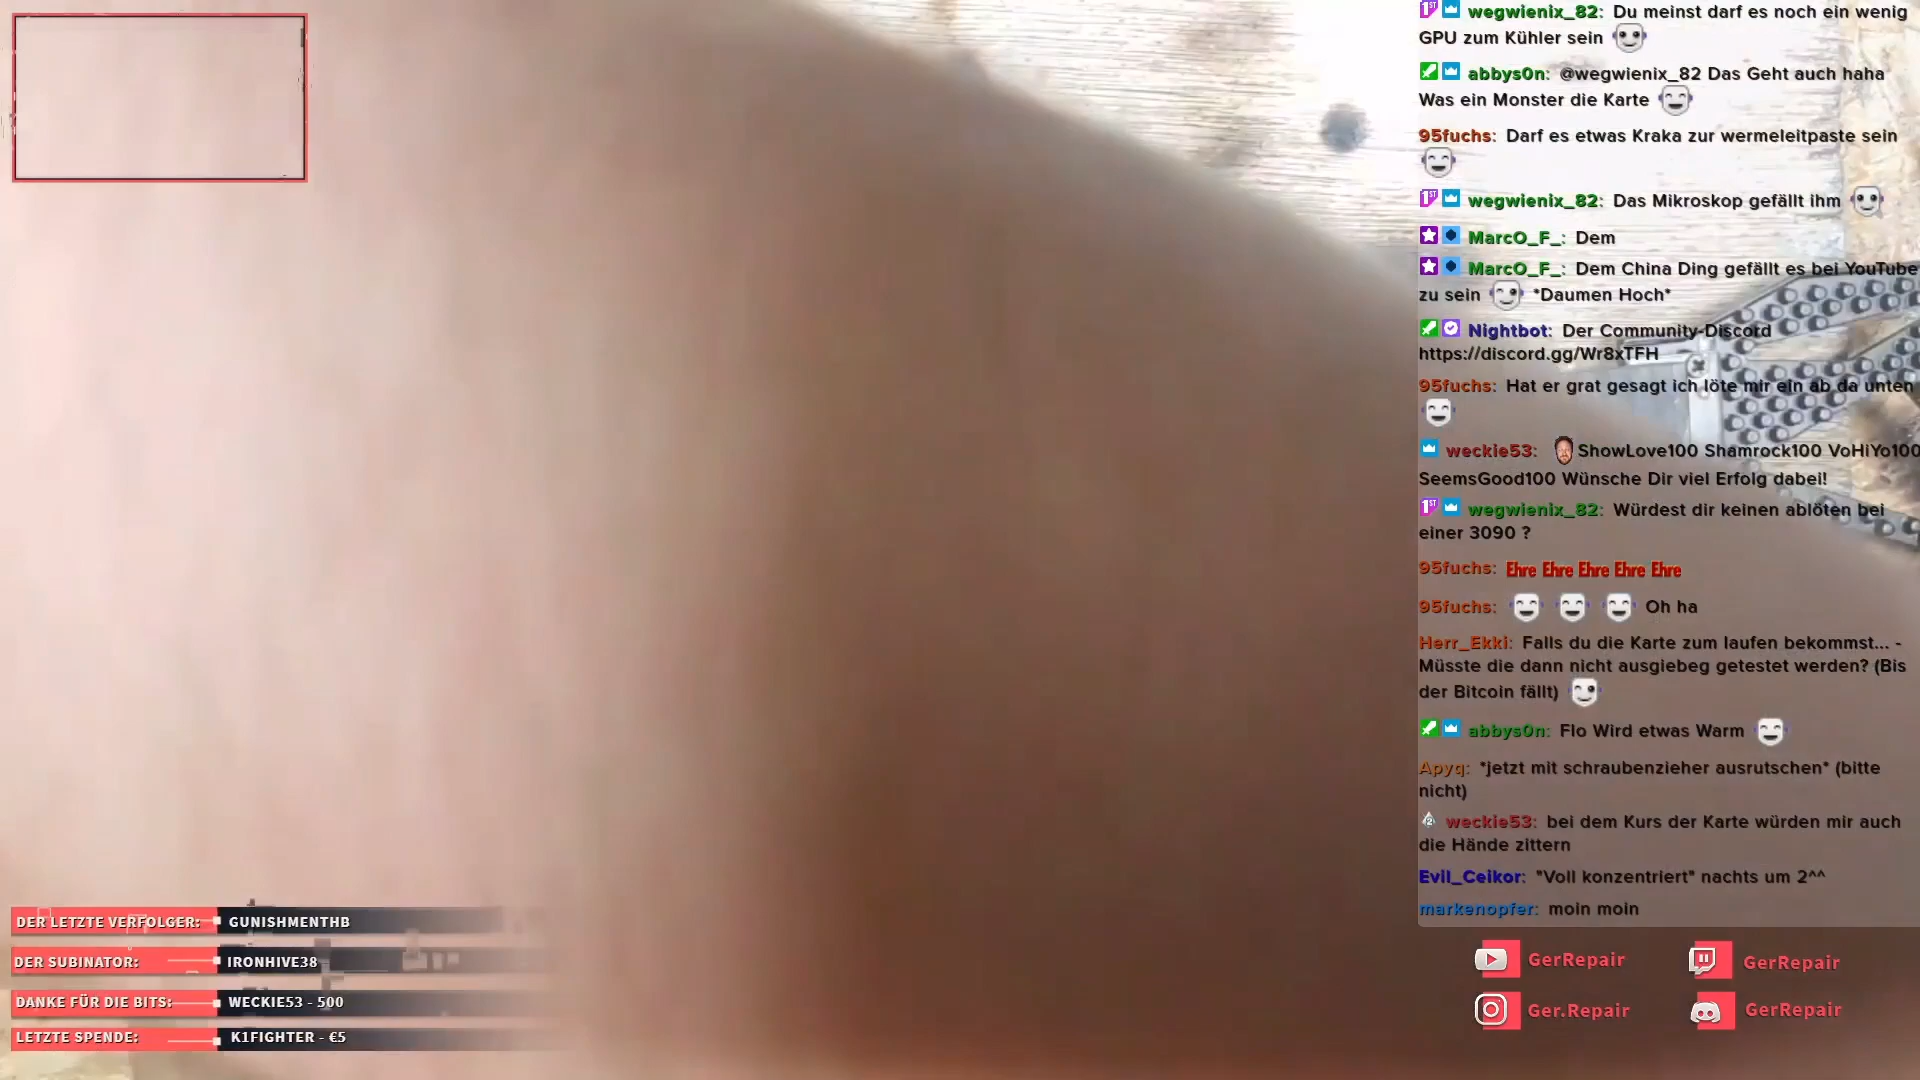 wegwienix_82: Du meinst darf es noch ein wenig
GPU zum Kühler sein
abbys0n: @wegwienix_82 Das Geht auch haha
Was ein Monster die Karte
95fuchs: Darf es etwas Kraka zur wermeleitpaste sein
wegwienix_82: Das Mikroskop gefällt ihm
MarcO_F_: Dem
MarcO_F_: Dem China Ding gefällt es bei YouTube
zu sein *Daumen Hoch*
Nightbot: Der Community-Discord
https://discord.gg/Wr8xTFH
95fuchs: Hat er grat gesagt ich löte mir ein ab da unten
weckie53: ShowLove100 Shamrock100 VoHiYo100
SeemsGood100 Wünsche Dir viel Erfolg dabei!
wegwienix_82: Würdest dir keinen ablöten bei
einer 3090 ?
95fuchs: Ehre Ehre Ehre Ehre Ehre
95fuchs: Oh ha
Herr_Ekki: Falls du die Karte zum laufen bekommst... -
Müsste die dann nicht ausgiebeg getestet werden? (Bis
der Bitcoin fällt)
abbys0n: Flo Wird etwas Warm
Apyq: *jetzt mit schraubenzieher ausrutschen* (bitte
nicht)
weckie53: bei dem Kurs der Karte würden mir auch
die Hände zittern
Evil_Ceikor: "Voll konzentriert" nachts um 2^^
markenopfer: moin moin
DER LETZTE VERFOLGER: GUNISHMENTHB
DER SUBINATOR: IRONHIVE38
DANKE FÜR DIE BITS: WECKIE53 - 500
LETZTE SPENDE: K1FIGHTER - €5
GerRepair GerRepair
Ger.Repair GerRepair